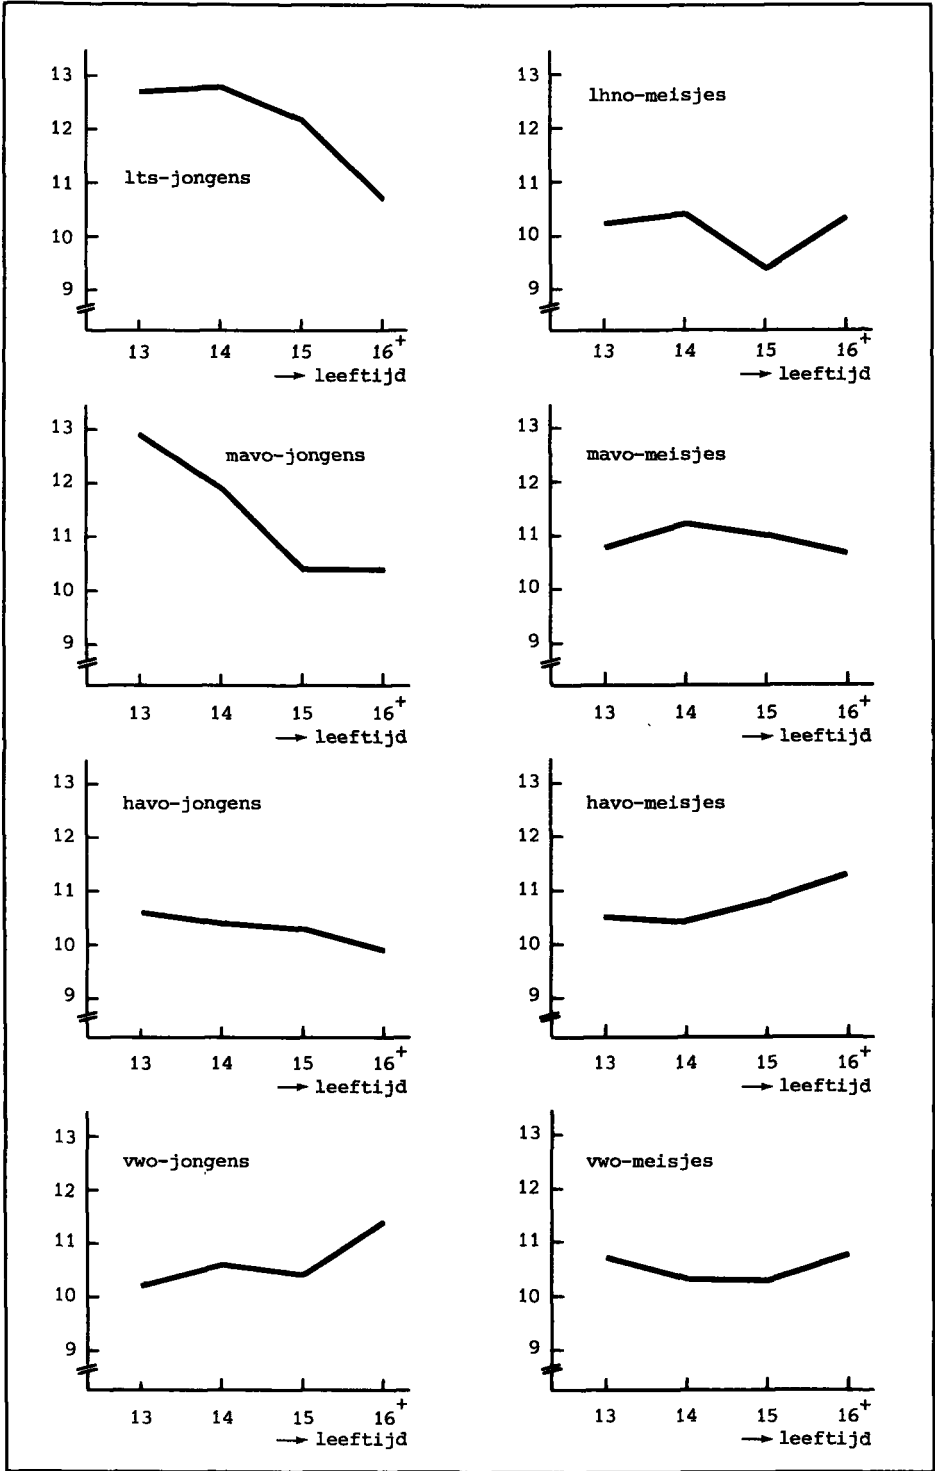 13
12
lts-jongens
11
10
9
13 14 15 16+
→ leeftijd
13
lhno-meisjes
12
11
10
9
13 14 15 16+
→ leeftijd
13
mavo-jongens
12
11
10
9
13 14 15 16+
→ leeftijd
13
mavo-meisjes
12
11
10
9
13 14 15 16+
→ leeftijd
13
havo-jongens
12
11
10
9
13 14 15 16+
→ leeftijd
13
havo-meisjes
12
11
10
9
13 14 15 16+
→ leeftijd
13
vwo-jongens
12
11
10
9
13 14 15 16+
→ leeftijd
13
vwo-meisjes
12
11
10
9
13 14 15 16+
→ leeftijd